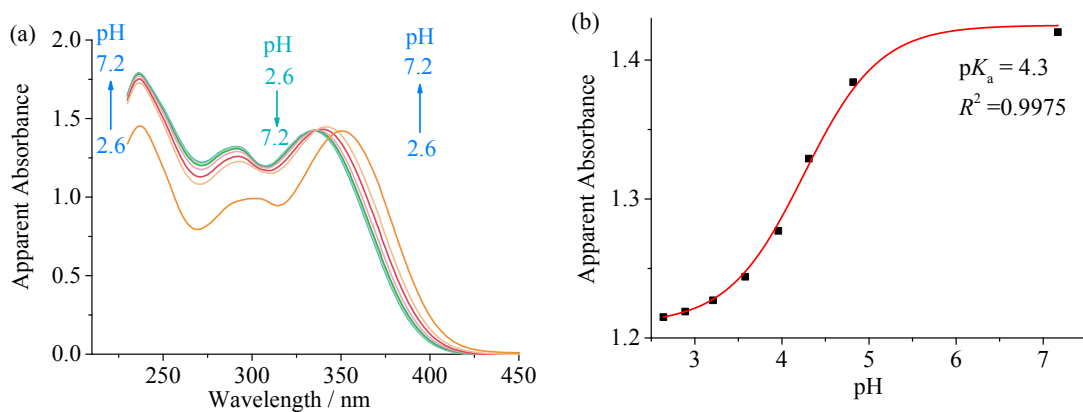 (a)
pH
7.2
2.6
pH
2.6
7.2
pH
7.2
2.6
2.0
1.5
1.0
0.5
0.0
250
300
350
400
450
Apparent Absorbance
Wavelength / nm
(b)
1.4
1.3
1.2
3
4
5
6
7
Apparent Absorbance
pH
pKa = 4.3
R² =0.9975